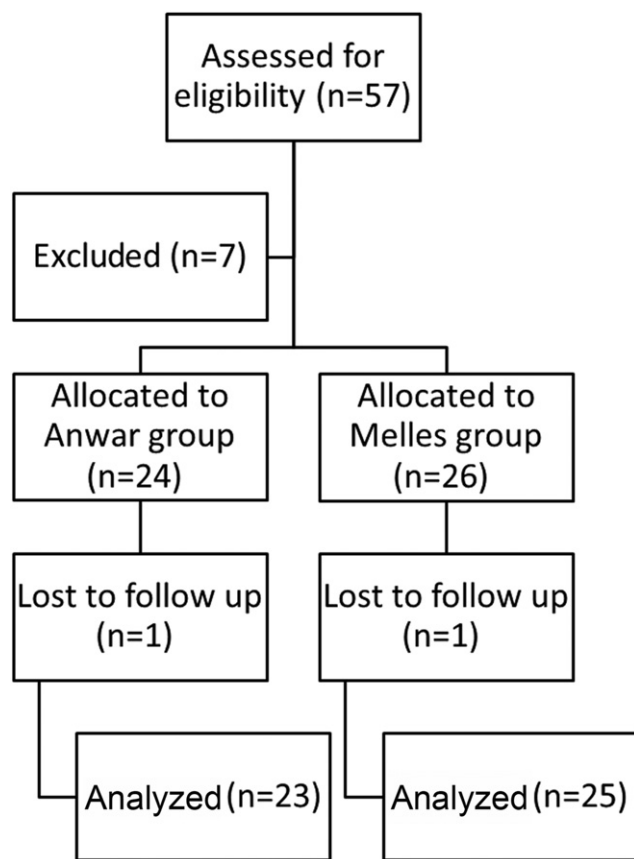 Assessed for
eligibility (n=57)
Excluded (n=7)
Allocated to
Anwar group
(n=24)
Allocated to
Melles group
(n=26)
Lost to follow up
(n=1)
Lost to follow up
(n=1)
Analyzed (n=23)
Analyzed (n=25)